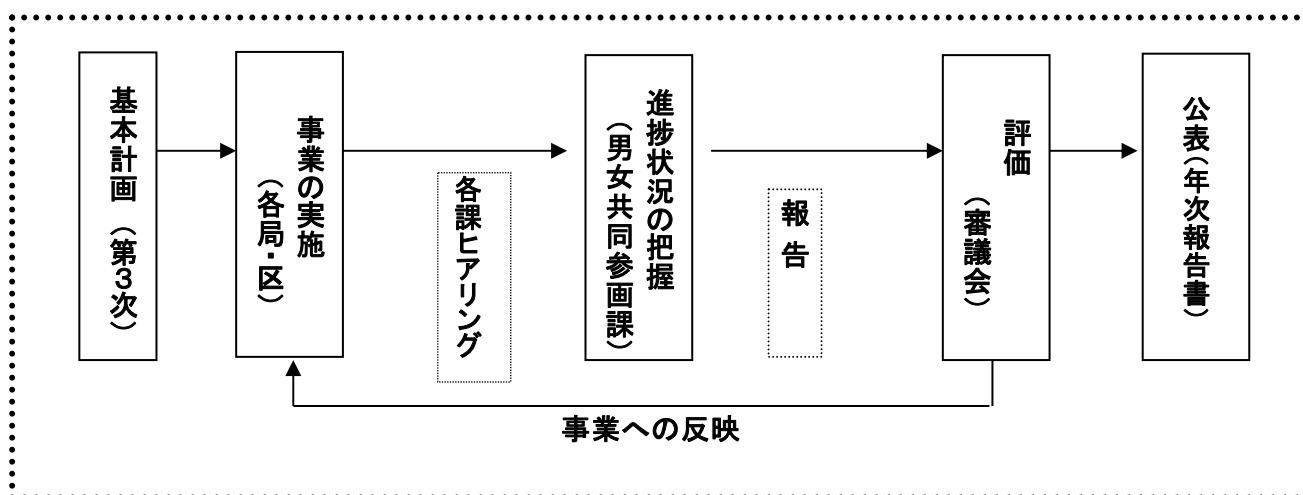 基本計画（第３次）
事業の実施
（各局・区）
各課ヒアリング
進捗状況の把握
（男女共同参画課）
報告
評価
（審議会）
公表（年次報告書）
事業への反映